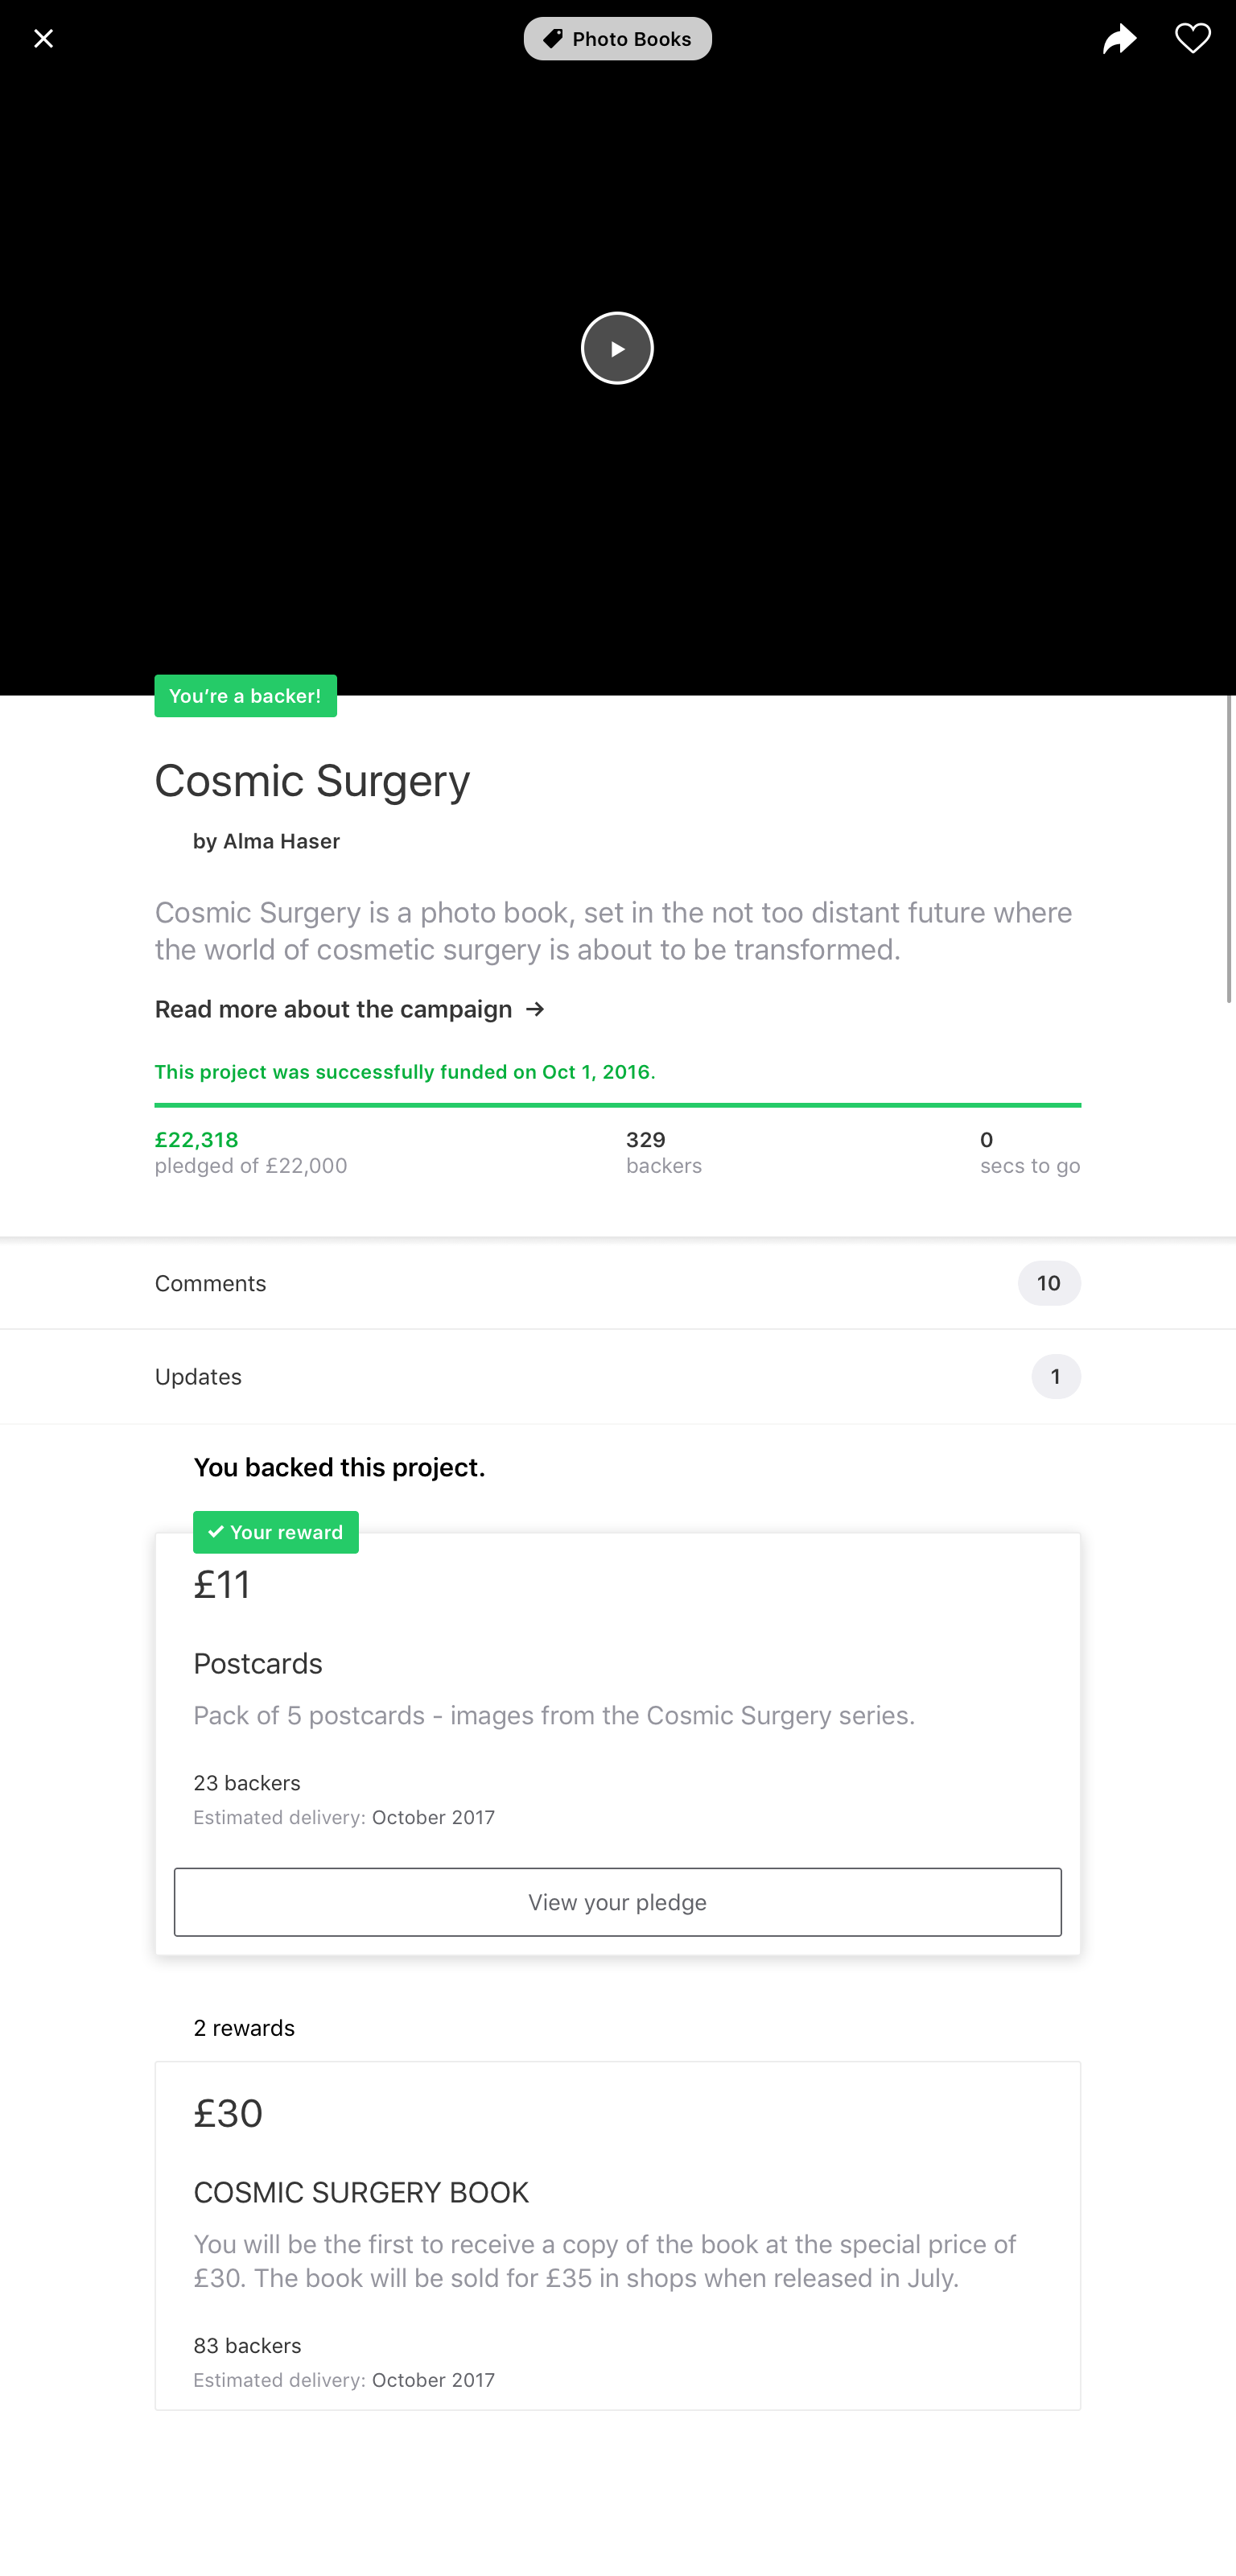 Photo Books
You're a backer!
Cosmic Surgery
by Alma Haser
Cosmic Surgery is a photo book, set in the not too distant future where
the world of cosmetic surgery is about to be transformed.
Read more about the campaign →
This project was successfully funded on Oct 1, 2016.
£22,318
pledged of £22,000
329
backers
0
secs to go
Comments
10
Updates
1
You backed this project.
✓ Your reward
£11
Postcards
Pack of 5 postcards - images from the Cosmic Surgery series.
23 backers
Estimated delivery: October 2017
View your pledge
2 rewards
£30
COSMIC SURGERY BOOK
You will be the first to receive a copy of the book at the special price of
£30. The book will be sold for £35 in shops when released in July.
83 backers
Estimated delivery: October 2017